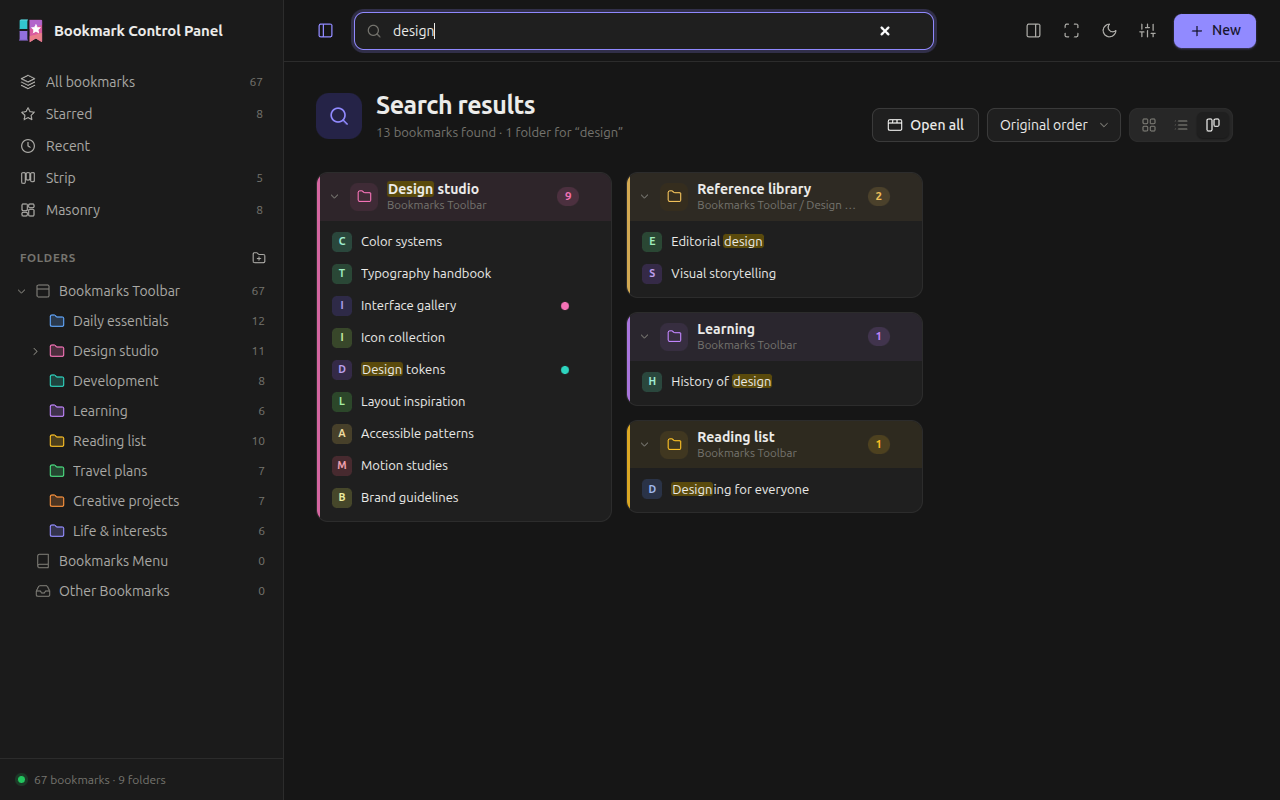 Bookmark Control Panel
design
New
All bookmarks 67
Starred 8
Recent
Strip 5
Masonry 8
FOLDERS
Bookmarks Toolbar 67
Daily essentials 12
Design studio 11
Development 8
Learning 6
Reading list 10
Travel plans 7
Creative projects 7
Life & interests 6
Bookmarks Menu 0
Other Bookmarks 0
67 bookmarks · 9 folders
Search results
13 bookmarks found · 1 folder for “design”
Open all
Original order
Design studio 9
Bookmarks Toolbar
C Color systems
T Typography handbook
I Interface gallery
I Icon collection
D Design tokens
L Layout inspiration
A Accessible patterns
M Motion studies
B Brand guidelines
Reference library 2
Bookmarks Toolbar / Design ...
E Editorial design
S Visual storytelling
Learning 1
Bookmarks Toolbar
H History of design
Reading list 1
Bookmarks Toolbar
D Designing for everyone